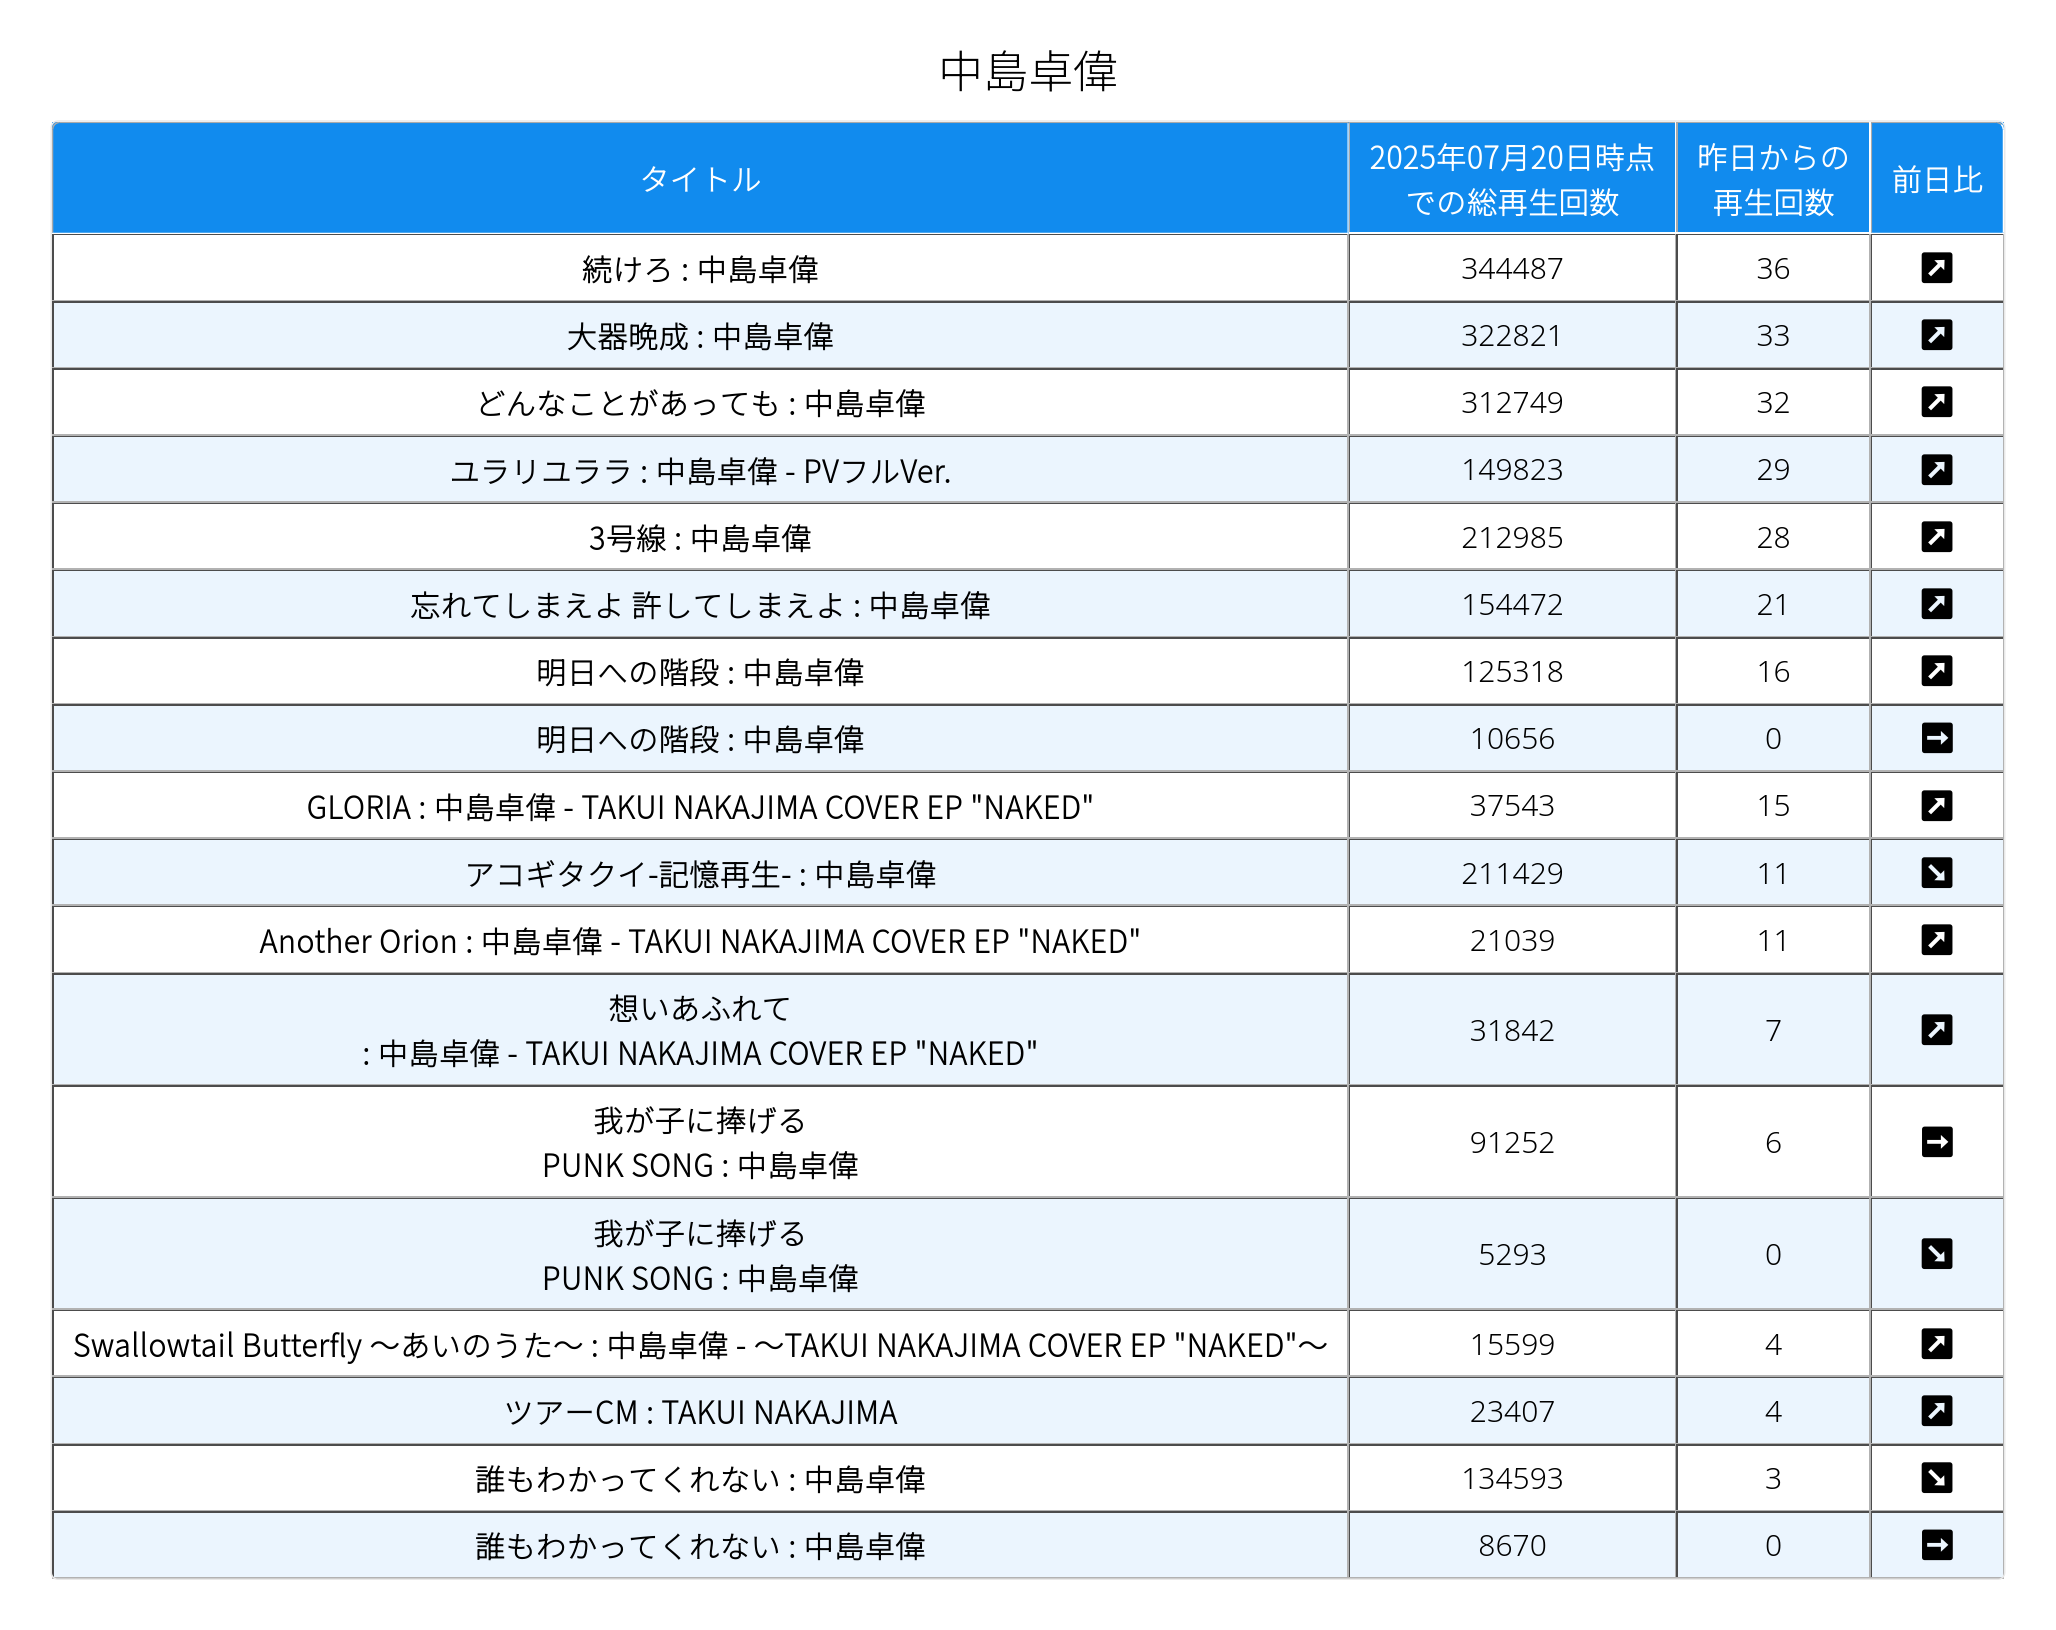 中島卓偉
タイトル
2025年07月20日時点
での総再生回数
昨日からの
再生回数
前日比
続けろ : 中島卓偉 344487 36
大器晩成 : 中島卓偉 322821 33
どんなことがあっても : 中島卓偉 312749 32
ユラリユララ : 中島卓偉 - PVフルVer. 149823 29
3号線 : 中島卓偉 212985 28
忘れてしまえよ 許してしまえよ : 中島卓偉 154472 21
明日への階段 : 中島卓偉 125318 16
明日への階段 : 中島卓偉 10656 0
GLORIA : 中島卓偉 - TAKUI NAKAJIMA COVER EP "NAKED" 37543 15
アコギタクイ-記憶再生- : 中島卓偉 211429 11
Another Orion : 中島卓偉 - TAKUI NAKAJIMA COVER EP "NAKED" 21039 11
想いあふれて
: 中島卓偉 - TAKUI NAKAJIMA COVER EP "NAKED" 31842 7
我が子に捧げる
PUNK SONG : 中島卓偉 91252 6
我が子に捧げる
PUNK SONG : 中島卓偉 5293 0
Swallowtail Butterfly ～あいのうた～ : 中島卓偉 - ～TAKUI NAKAJIMA COVER EP "NAKED"～ 15599 4
ツアーCM : TAKUI NAKAJIMA 23407 4
誰もわかってくれない : 中島卓偉 134593 3
誰もわかってくれない : 中島卓偉 8670 0